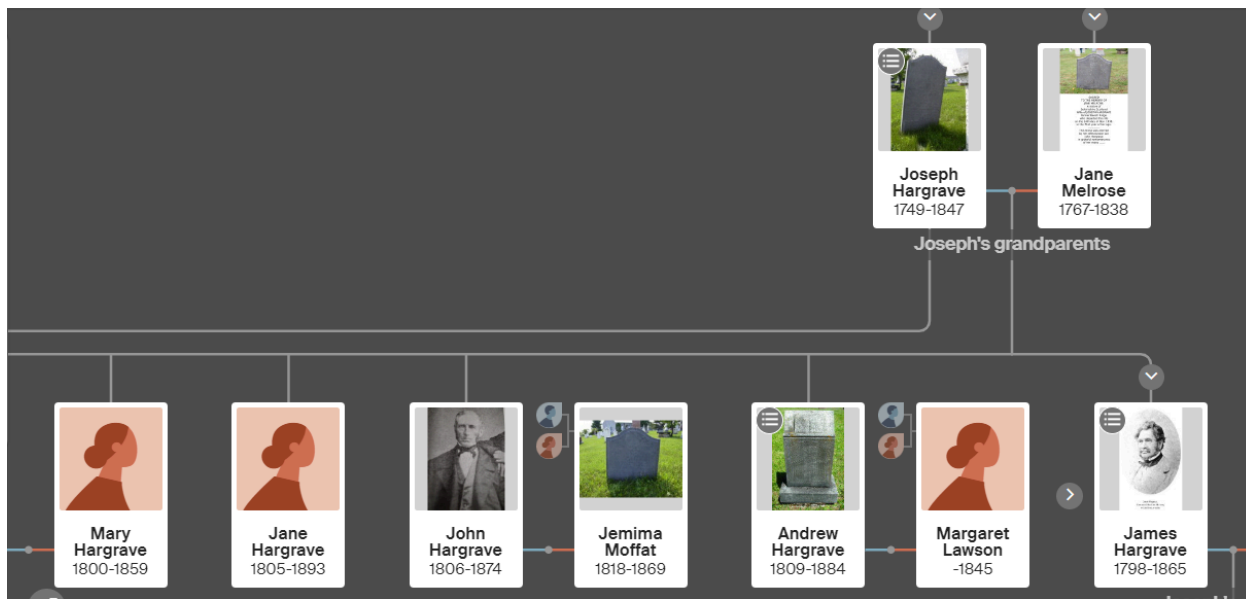 Joseph
Hargrave
1749-1847
Jane
Melrose
1767-1838
Joseph's grandparents
Mary
Hargrave
1800-1859
Jane
Hargrave
1805-1893
John
Hargrave
1806-1874
Jemima
Moffat
1818-1869
Andrew
Hargrave
1809-1884
Margaret
Lawson
-1845
James
Hargrave
1798-1865